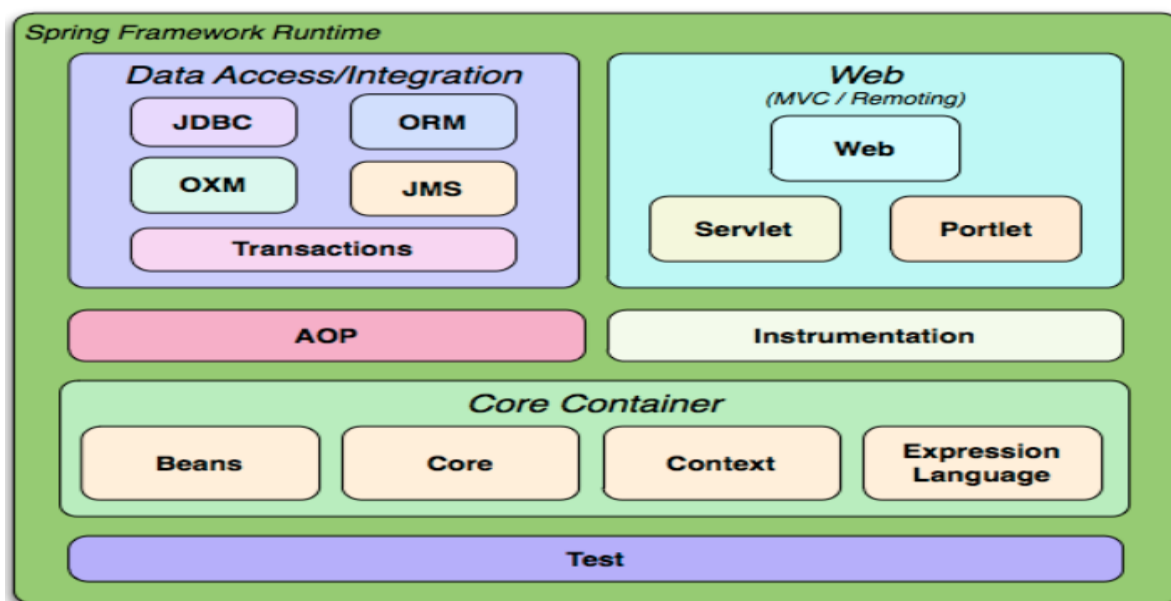 Spring Framework Runtime
Data Access/Integration
JDBC
ORM
OXM
JMS
Transactions
Web
(MVC / Remoting)
Web
Servlet
Portlet
AOP
Instrumentation
Core Container
Beans
Core
Context
Expression
Language
Test